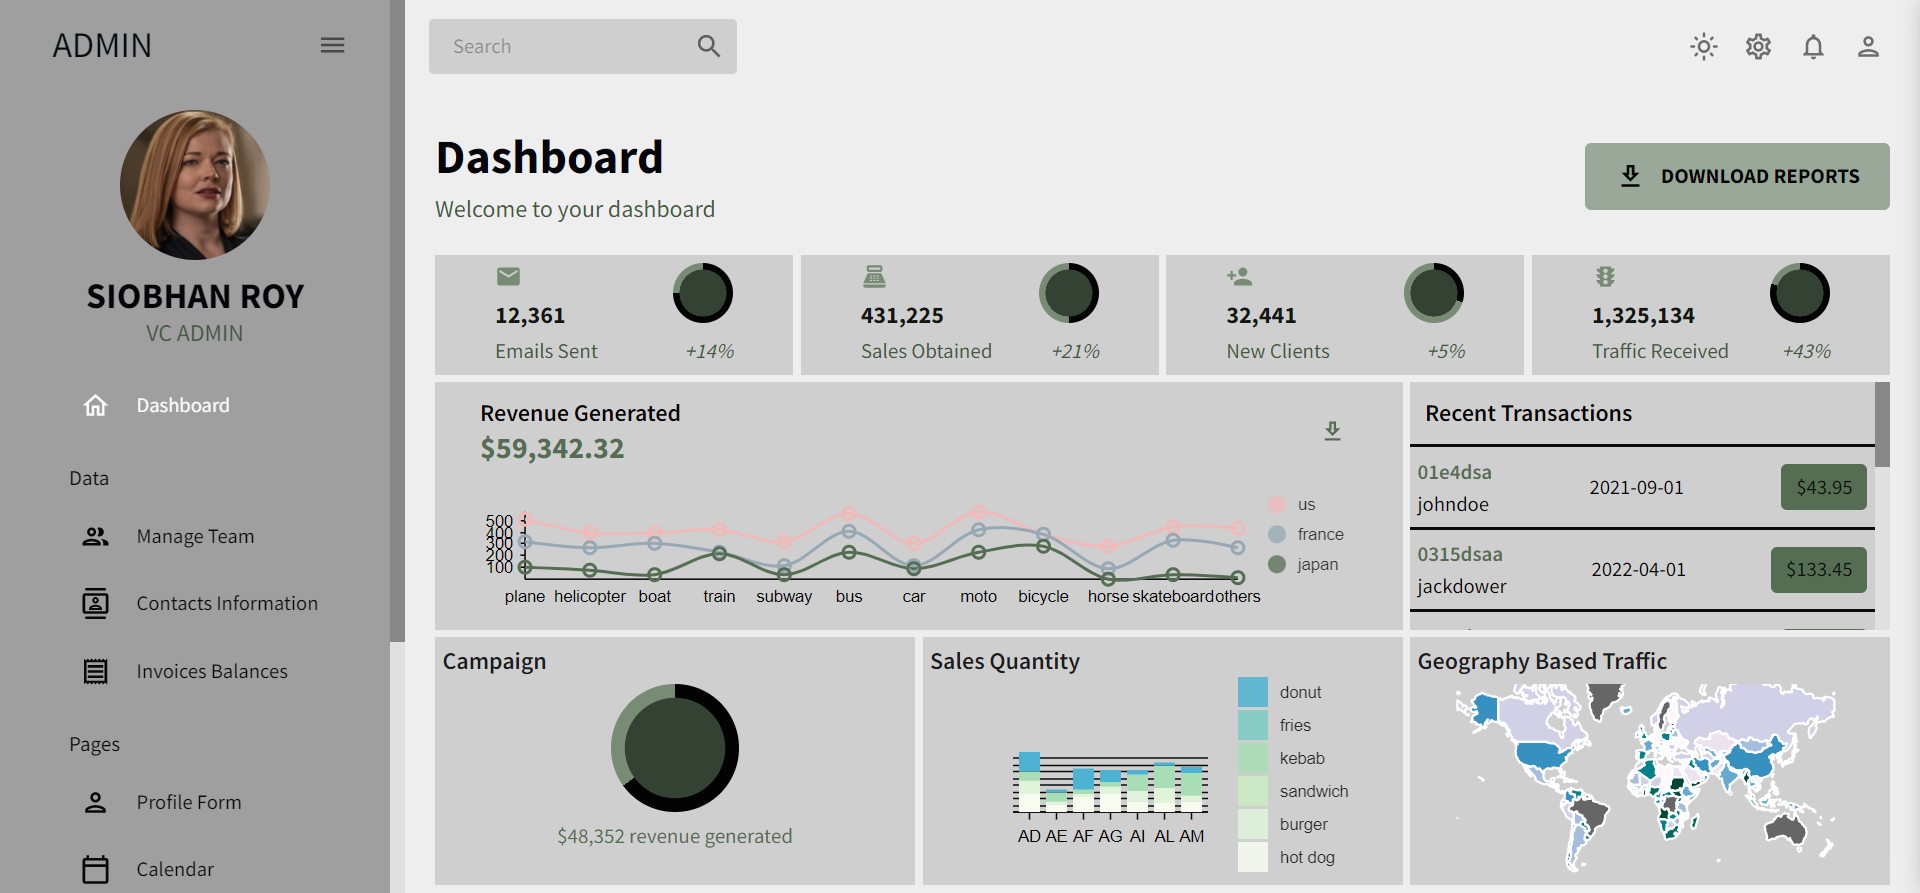 ADMIN
SIOBHAN ROY
VC ADMIN
Dashboard
Data
Manage Team
Contacts Information
Invoices Balances
Pages
Profile Form
Calendar
Search
Dashboard
Welcome to your dashboard
DOWNLOAD REPORTS
12,361
Emails Sent +14%
431,225
Sales Obtained +21%
32,441
New Clients +5%
1,325,134
Traffic Received +43%
Revenue Generated
$59,342.32
500
400
300
200
100
plane helicopter boat train subway bus car moto bicycle horse skateboard others
us
france
japan
Recent Transactions
01e4dsa
johndoe
2021-09-01
$43.95
0315dsaa
jackdower
2022-04-01
$133.45
Campaign
$48,352 revenue generated
Sales Quantity
AD AE AF AG AI AL AM
donut
fries
kebab
sandwich
burger
hot dog
Geography Based Traffic